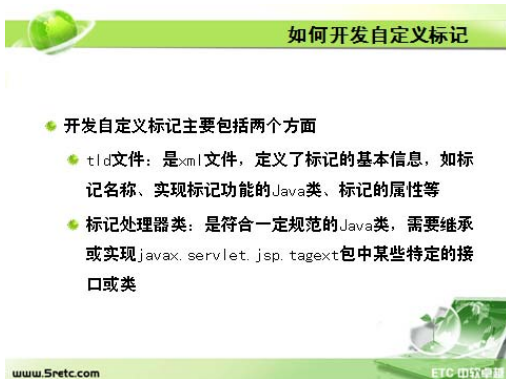 如何开发自定义标记
开发自定义标记主要包括两个方面
tld文件：是xml文件，定义了标记的基本信息，如标
记名称、实现标记功能的Java类、标记的属性等
标记处理器类：是符合一定规范的Java类，需要继承
或实现javax.servlet.jsp.tagext包中某些特定的接
口或类
www.5retc.com
ETC 中软卓越